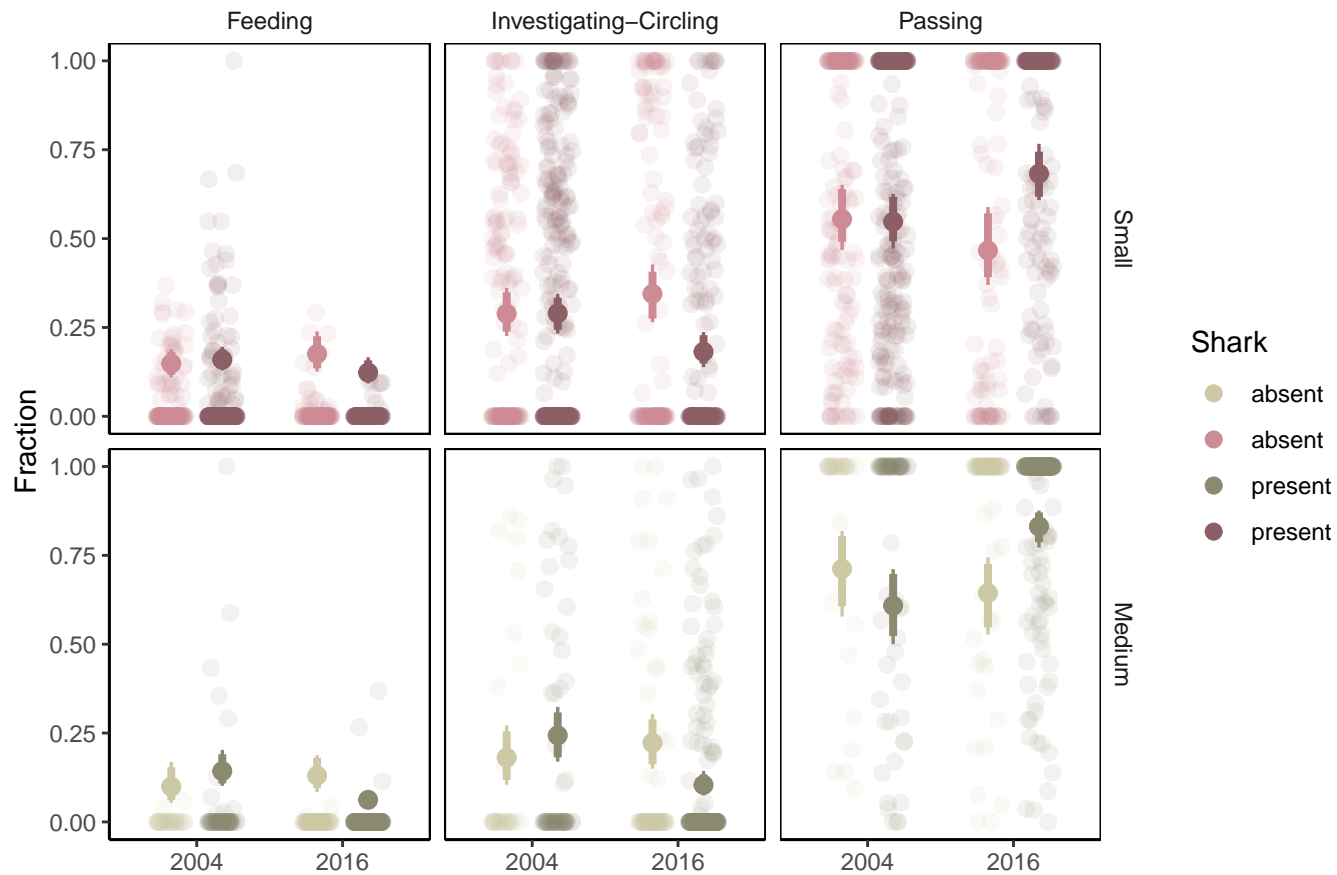 Feeding
Investigating−Circling
Passing
1.00
0.75
0.50
0.25
0.00
Small
Fraction
1.00
0.75
0.50
0.25
0.00
Medium
2004
2016
2004
2016
2004
2016
Shark
absent
absent
present
present